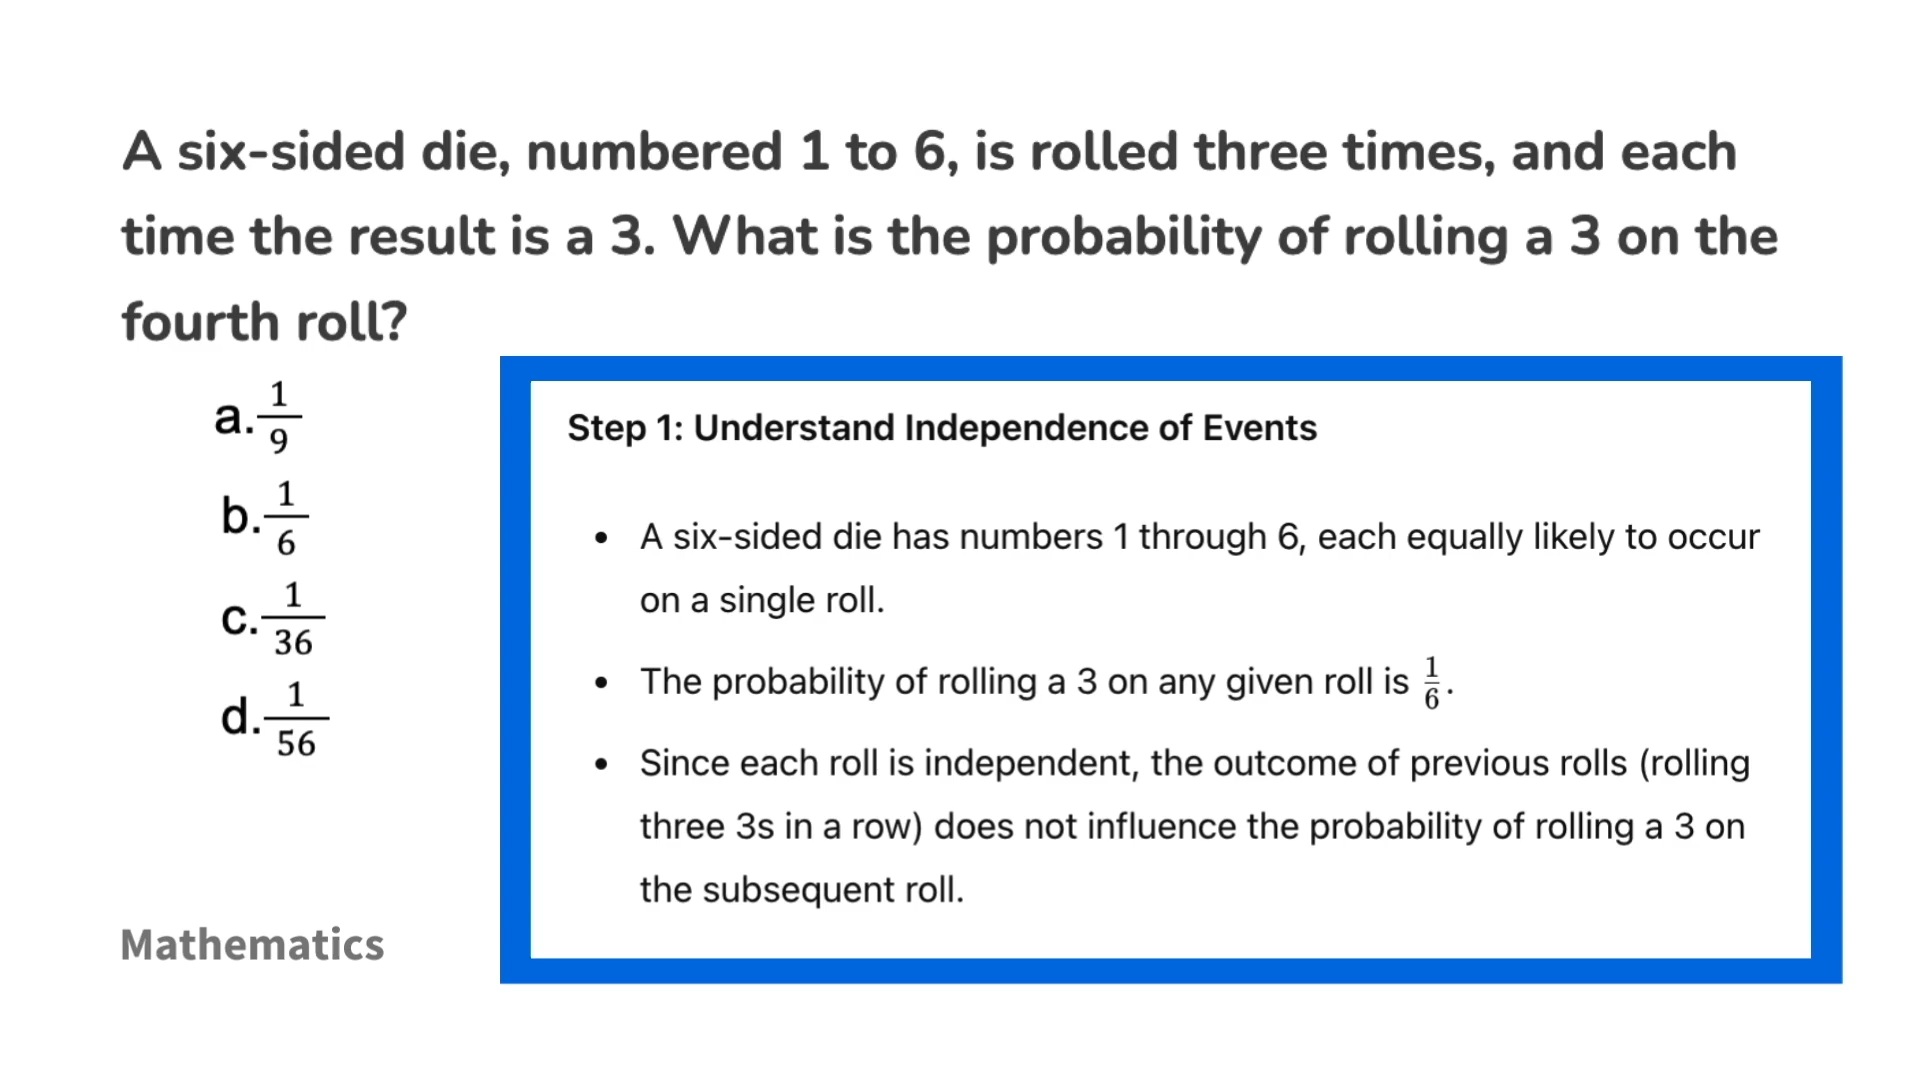 A six-sided die, numbered 1 to 6, is rolled three times, and each
time the result is a 3. What is the probability of rolling a 3 on the
fourth roll?
a. 1/9
b. 1/6
c. 1/36
d. 1/56
Step 1: Understand Independence of Events
• A six-sided die has numbers 1 through 6, each equally likely to occur
on a single roll.
• The probability of rolling a 3 on any given roll is 1/6.
• Since each roll is independent, the outcome of previous rolls (rolling
three 3s in a row) does not influence the probability of rolling a 3 on
the subsequent roll.
Mathematics